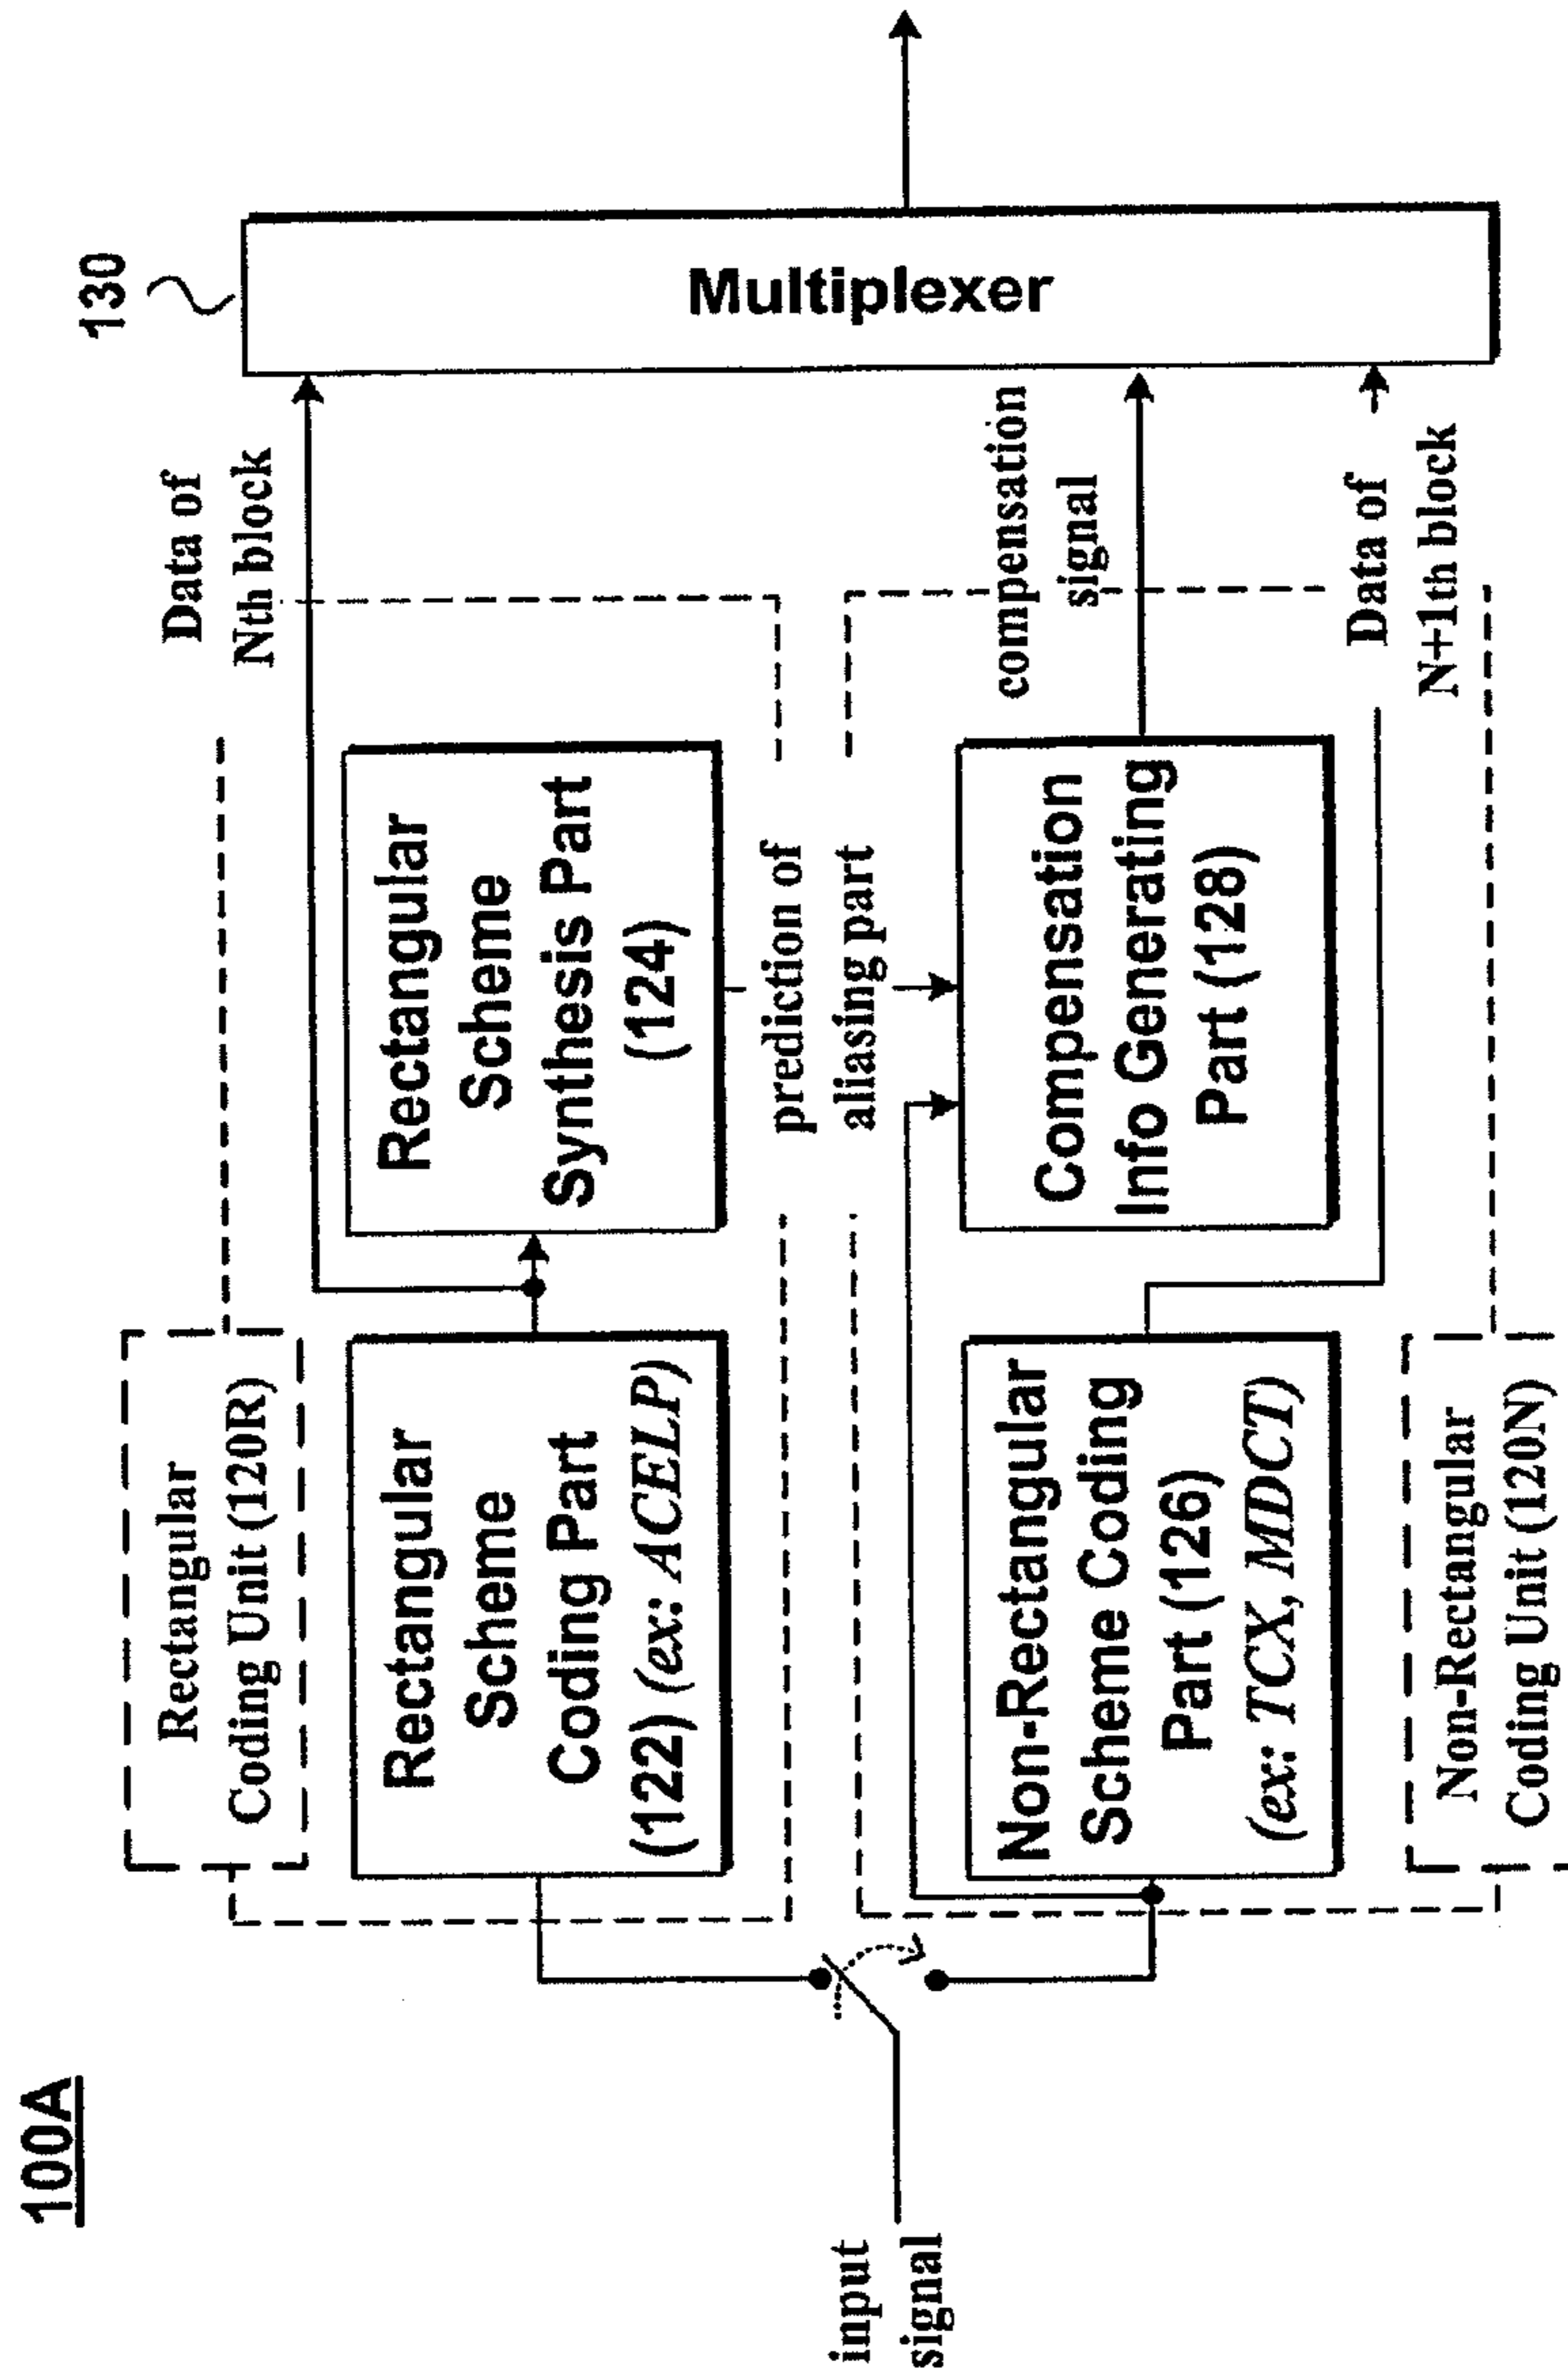 100A
input
signal
Rectangular
Coding Unit (120R)
Rectangular
Scheme
Coding Part
(122) (ex: ACELP)
Rectangular
Scheme
Synthesis Part
(124)
Data of
Nth block
prediction of
aliasing part
Non-Rectangular
Scheme Coding
Part (126)
(ex: TCX, MDCT)
Non-Rectangular
Coding Unit (120N)
Compensation
Info Generating
Part (128)
compensation
signal
Data of
N+1th block
130
Multiplexer